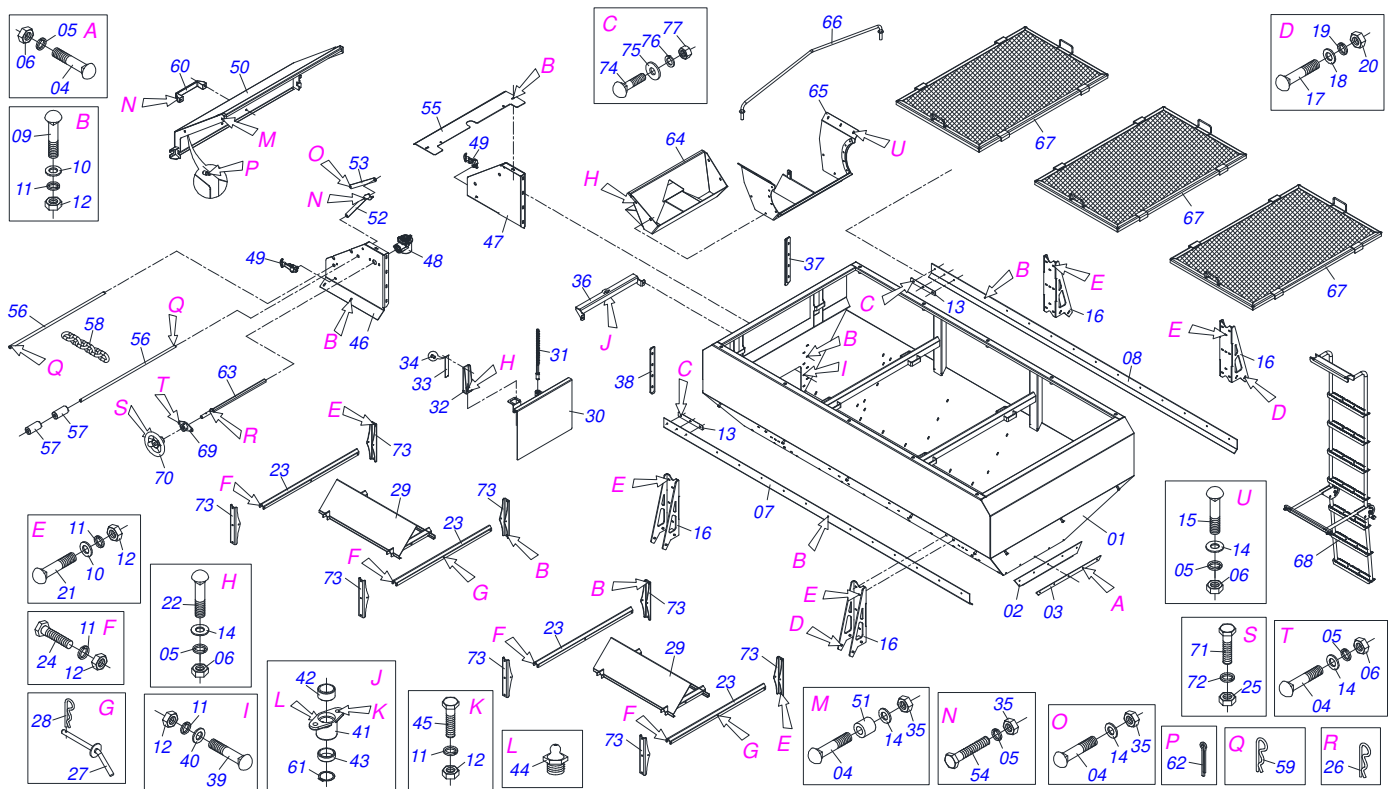 05 A
06
04
60 50
N
M
P
B
09
10
11
12
C 77
76
75
74
66
D
19
20
18
17
B
55
49
O 53
N
52
47
65
U
64
H
67
67
67
49
48
56
58
Q
56
Q
B 46
57
57
T
63
S
R
69
70
36
J
37
C
13
B
E
16
E
16
D
08
34
33
32
H
31
30
38
C
13
B
I
07
B
E
16
01
02
03
A
68
E
73
23
F
73
29
23
73
F
G
B
73
B
73
E
11
12
10
21
F
11
24
12
G
28
27
H
22
14
05
06
I
11
12
40
39
J
42
L
K
41
43
61
K
45
11
12
L
44
F
23
73
29
73
23
F
G
E
73
E
D
16
U
15
14
05
06
S
71
72
25
T
05
06
14
04
M
51
35
14
04
N
35
05
54
O
35
14
04
P
62
Q
59
R
26